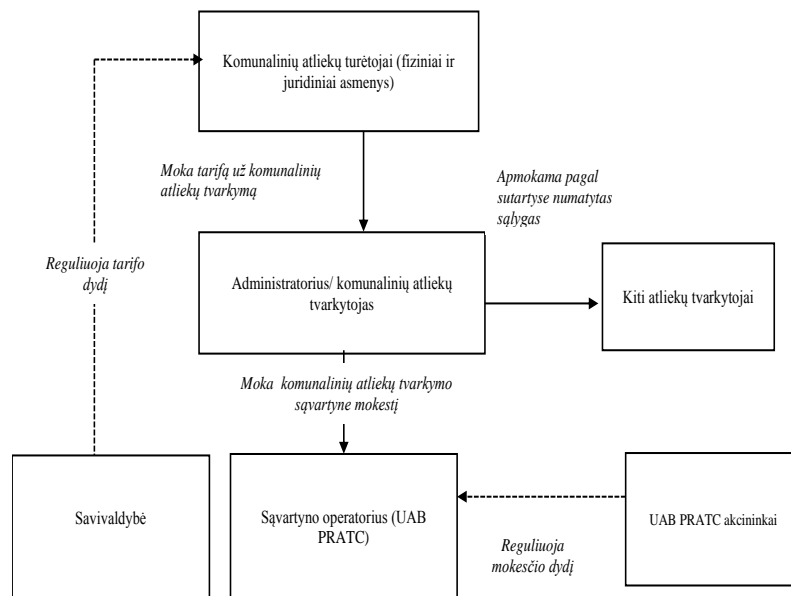 Komunalinių atliekų turėtojai (fiziniai ir
juridiniai asmenys)
Moka tarifą už komunalinių
atliekų tvarkymą
Apmokama pagal
sutartyse numatytas
sąlygas
Reguliuoja tarifo
dydį
Administratorius/ komunalinių atliekų
tvarkytojas
Kiti atliekų tvarkytojai
Moka komunalinių atliekų tvarkymo
sąvartyne mokestį
Savivaldybė
Sąvartyno operatorius (UAB
PRATC)
UAB PRATC akcininkai
Reguliuoja
mokesčio dydį